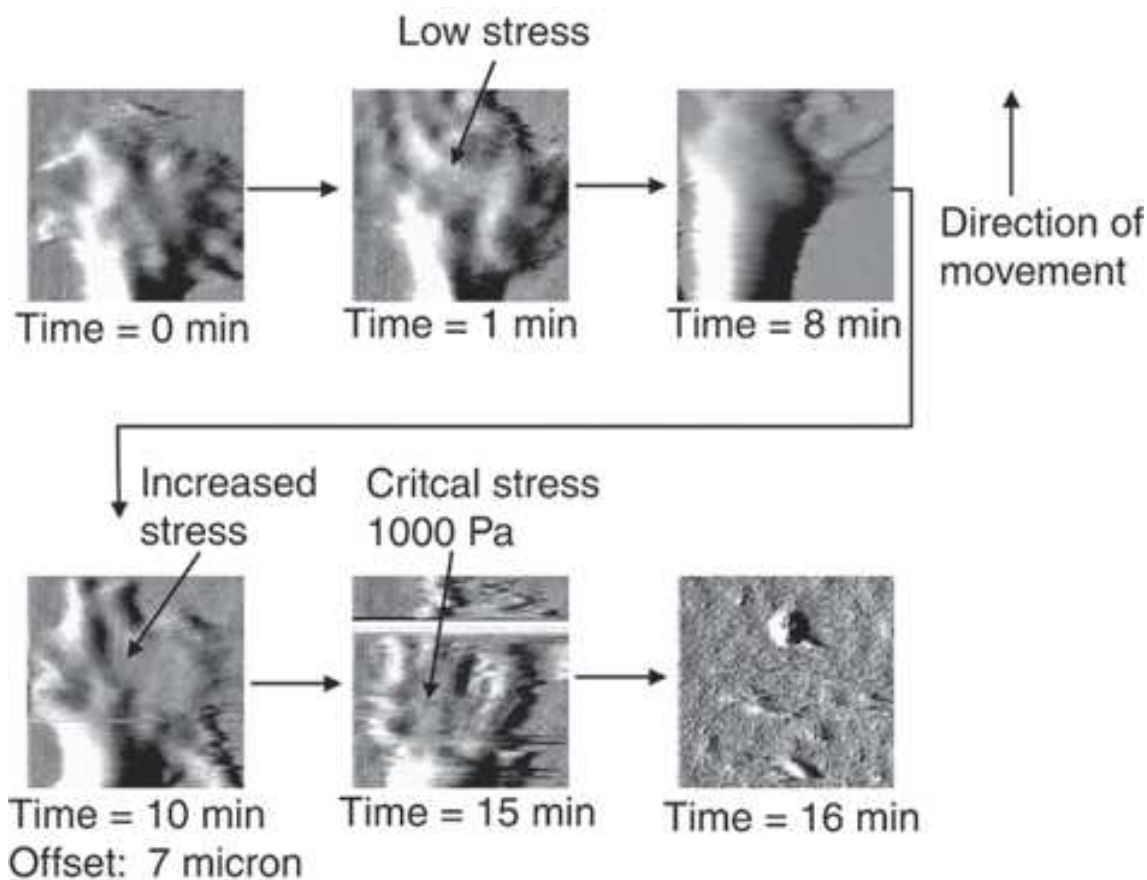 Low stress
Time = 0 min
Time = 1 min
Time = 8 min
Direction of
movement
Increased
stress
Critcal stress
1000 Pa
Time = 10 min
Offset: 7 micron
Time = 15 min
Time = 16 min